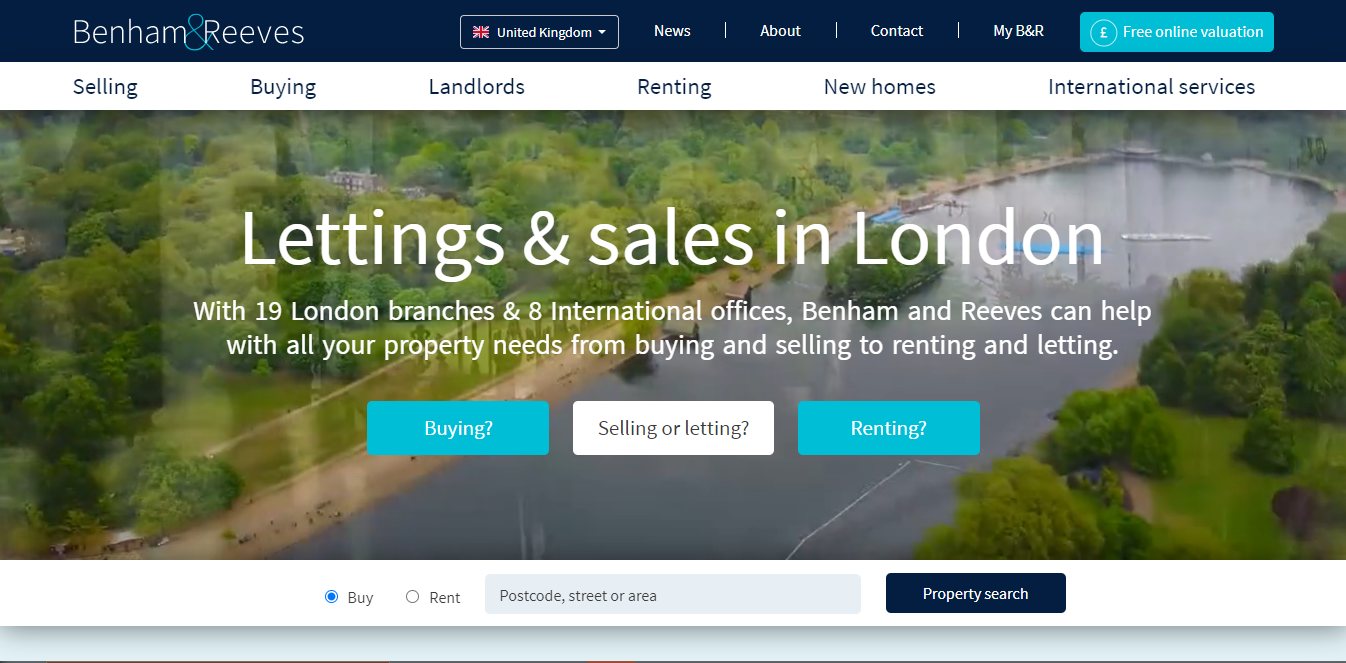 Benham&Reeves
United Kingdom
News
About
Contact
My B&R
£ Free online valuation
Selling
Buying
Landlords
Renting
New homes
International services
Lettings & sales in London
With 19 London branches & 8 International offices, Benham and Reeves can help
with all your property needs from buying and selling to renting and letting.
Buying?
Selling or letting?
Renting?
Buy
Rent
Postcode, street or area
Property search